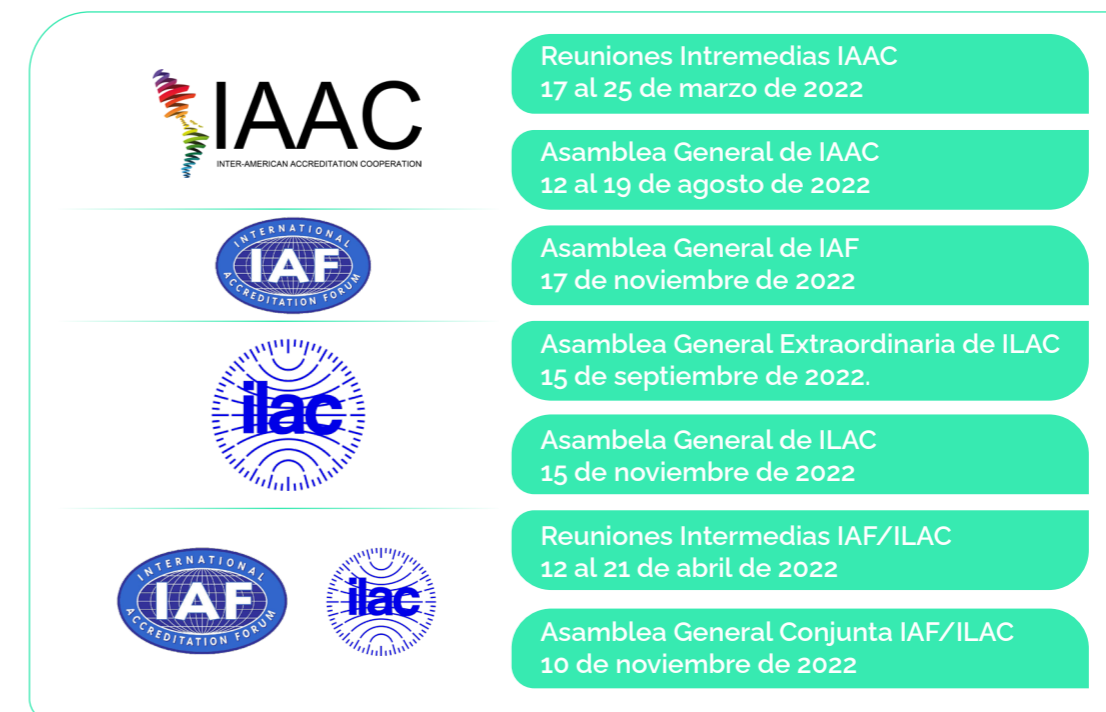 IAAC
INTER-AMERICAN ACCREDITATION COOPERATION
Reuniones Intremedias IAAC
17 al 25 de marzo de 2022
Asamblea General de IAAC
12 al 19 de agosto de 2022
INTERNATIONAL
IAF
ACCREDITATION FORUM
Asamblea General de IAF
17 de noviembre de 2022
ilac
Asamblea General Extraordinaria de ILAC
15 de septiembre de 2022.
Asambela General de ILAC
15 de noviembre de 2022
INTERNATIONAL
IAF
ACCREDITATION FORUM
ilac
Reuniones Intermedias IAF/ILAC
12 al 21 de abril de 2022
Asamblea General Conjunta IAF/ILAC
10 de noviembre de 2022